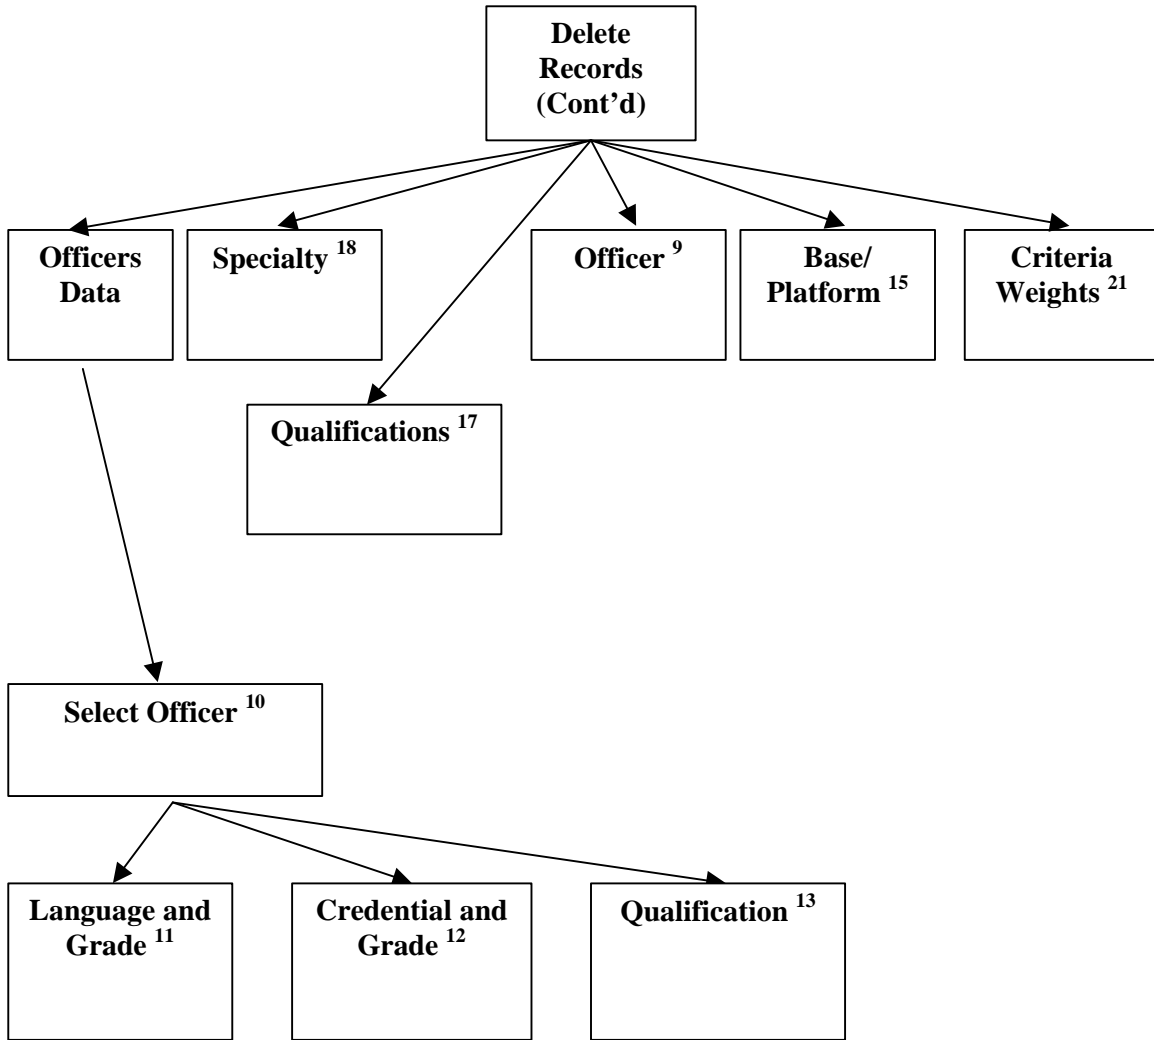 Delete
Records
(Cont’d)
Officers
Data
Specialty 18
Officer 9
Base/
Platform 15
Criteria
Weights 21
Qualifications 17
Select Officer 10
Language and
Grade 11
Credential and
Grade 12
Qualification 13